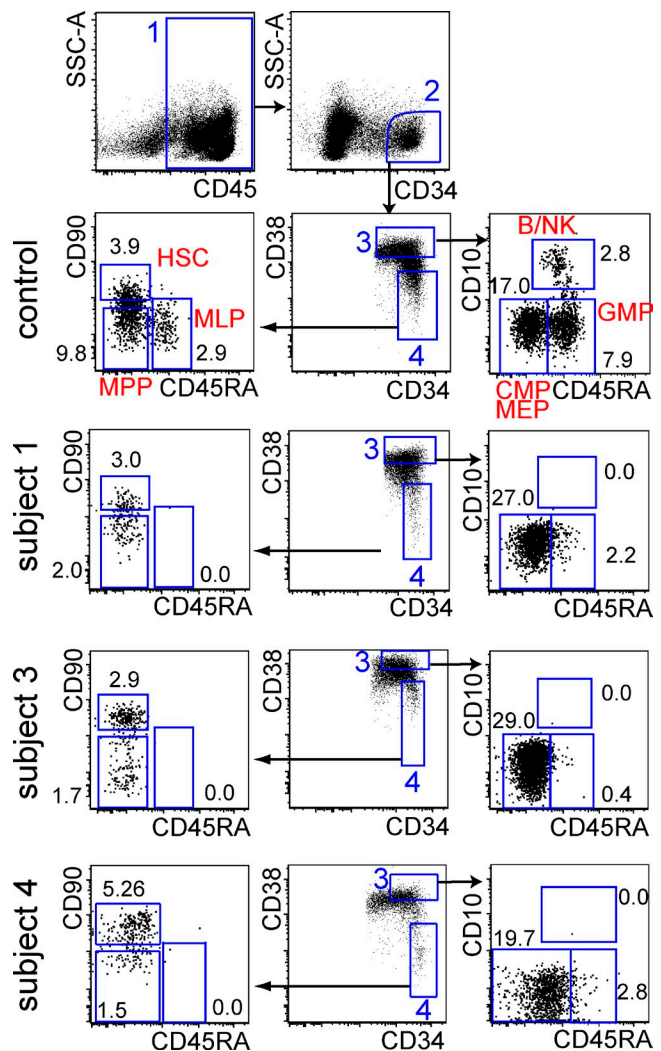 SSC-A
1
CD45
SSC-A
2
CD34
control
CD90
3.9
HSC
MLP
9.8
2.9
MPP
CD45RA
CD38
3
4
CD34
CD10
B/NK
2.8
17.0
GMP
7.9
CMP
MEP
CD45RA
subject 1
CD90
3.0
2.0
0.0
CD45RA
CD38
3
4
CD34
CD10
0.0
27.0
2.2
CD45RA
subject 3
CD90
2.9
1.7
0.0
CD45RA
CD38
3
4
CD34
CD10
0.0
29.0
0.4
CD45RA
subject 4
CD90
5.26
1.5
0.0
CD45RA
CD38
3
4
CD34
CD10
0.0
19.7
2.8
CD45RA